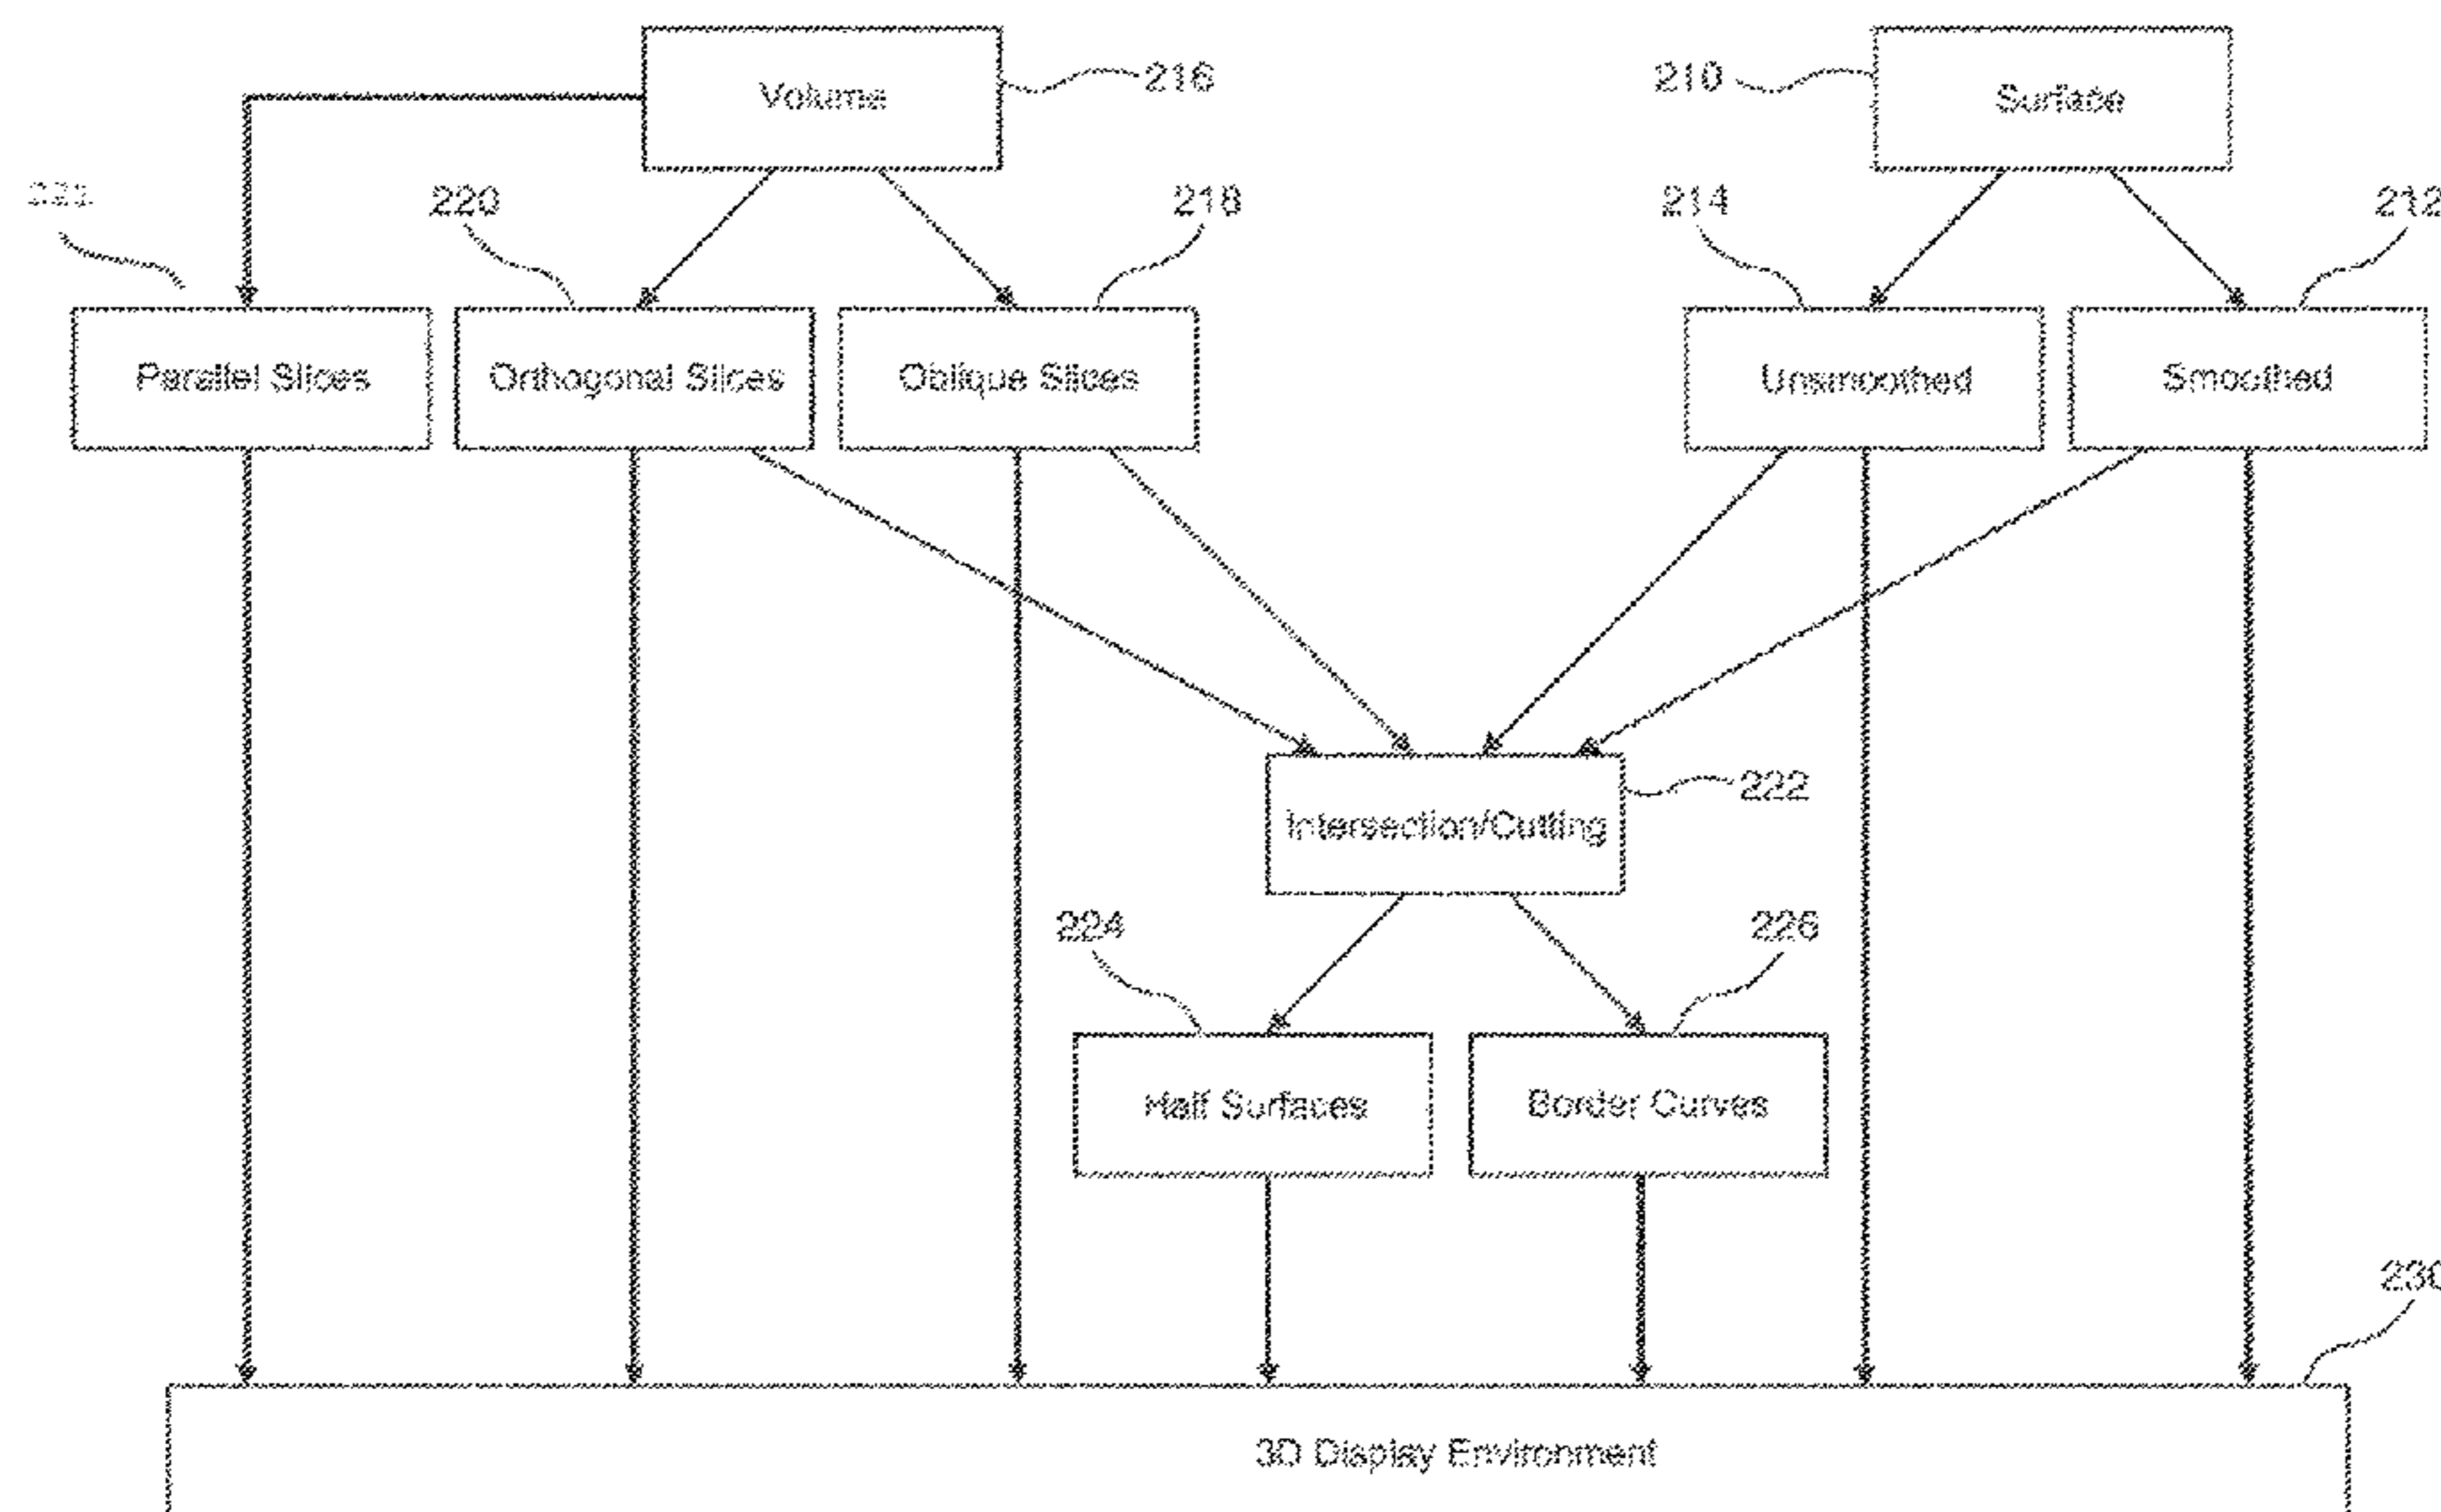 Volume
216
210
Surface
220
218
214
212
Parallel Slices
Orthogonal Slices
Oblique Slices
Unsmoothed
Smoothed
Intersection/Cutting
222
224
226
Half Surfaces
Border Curves
230
3D Display Environment